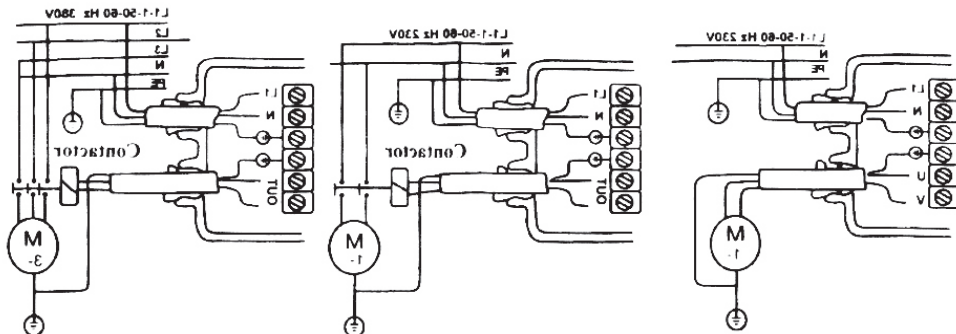 L1-1-50-60 Hz 380V
L2
L3
N
PE
L1
N
Contactor
OUT
M
3-
L1-1-50-60 Hz 230V
N
PE
L1
N
Contactor
OUT
M
1-
L1-1-50-60 Hz 230V
N
PE
L1
N
U
V
M
1-